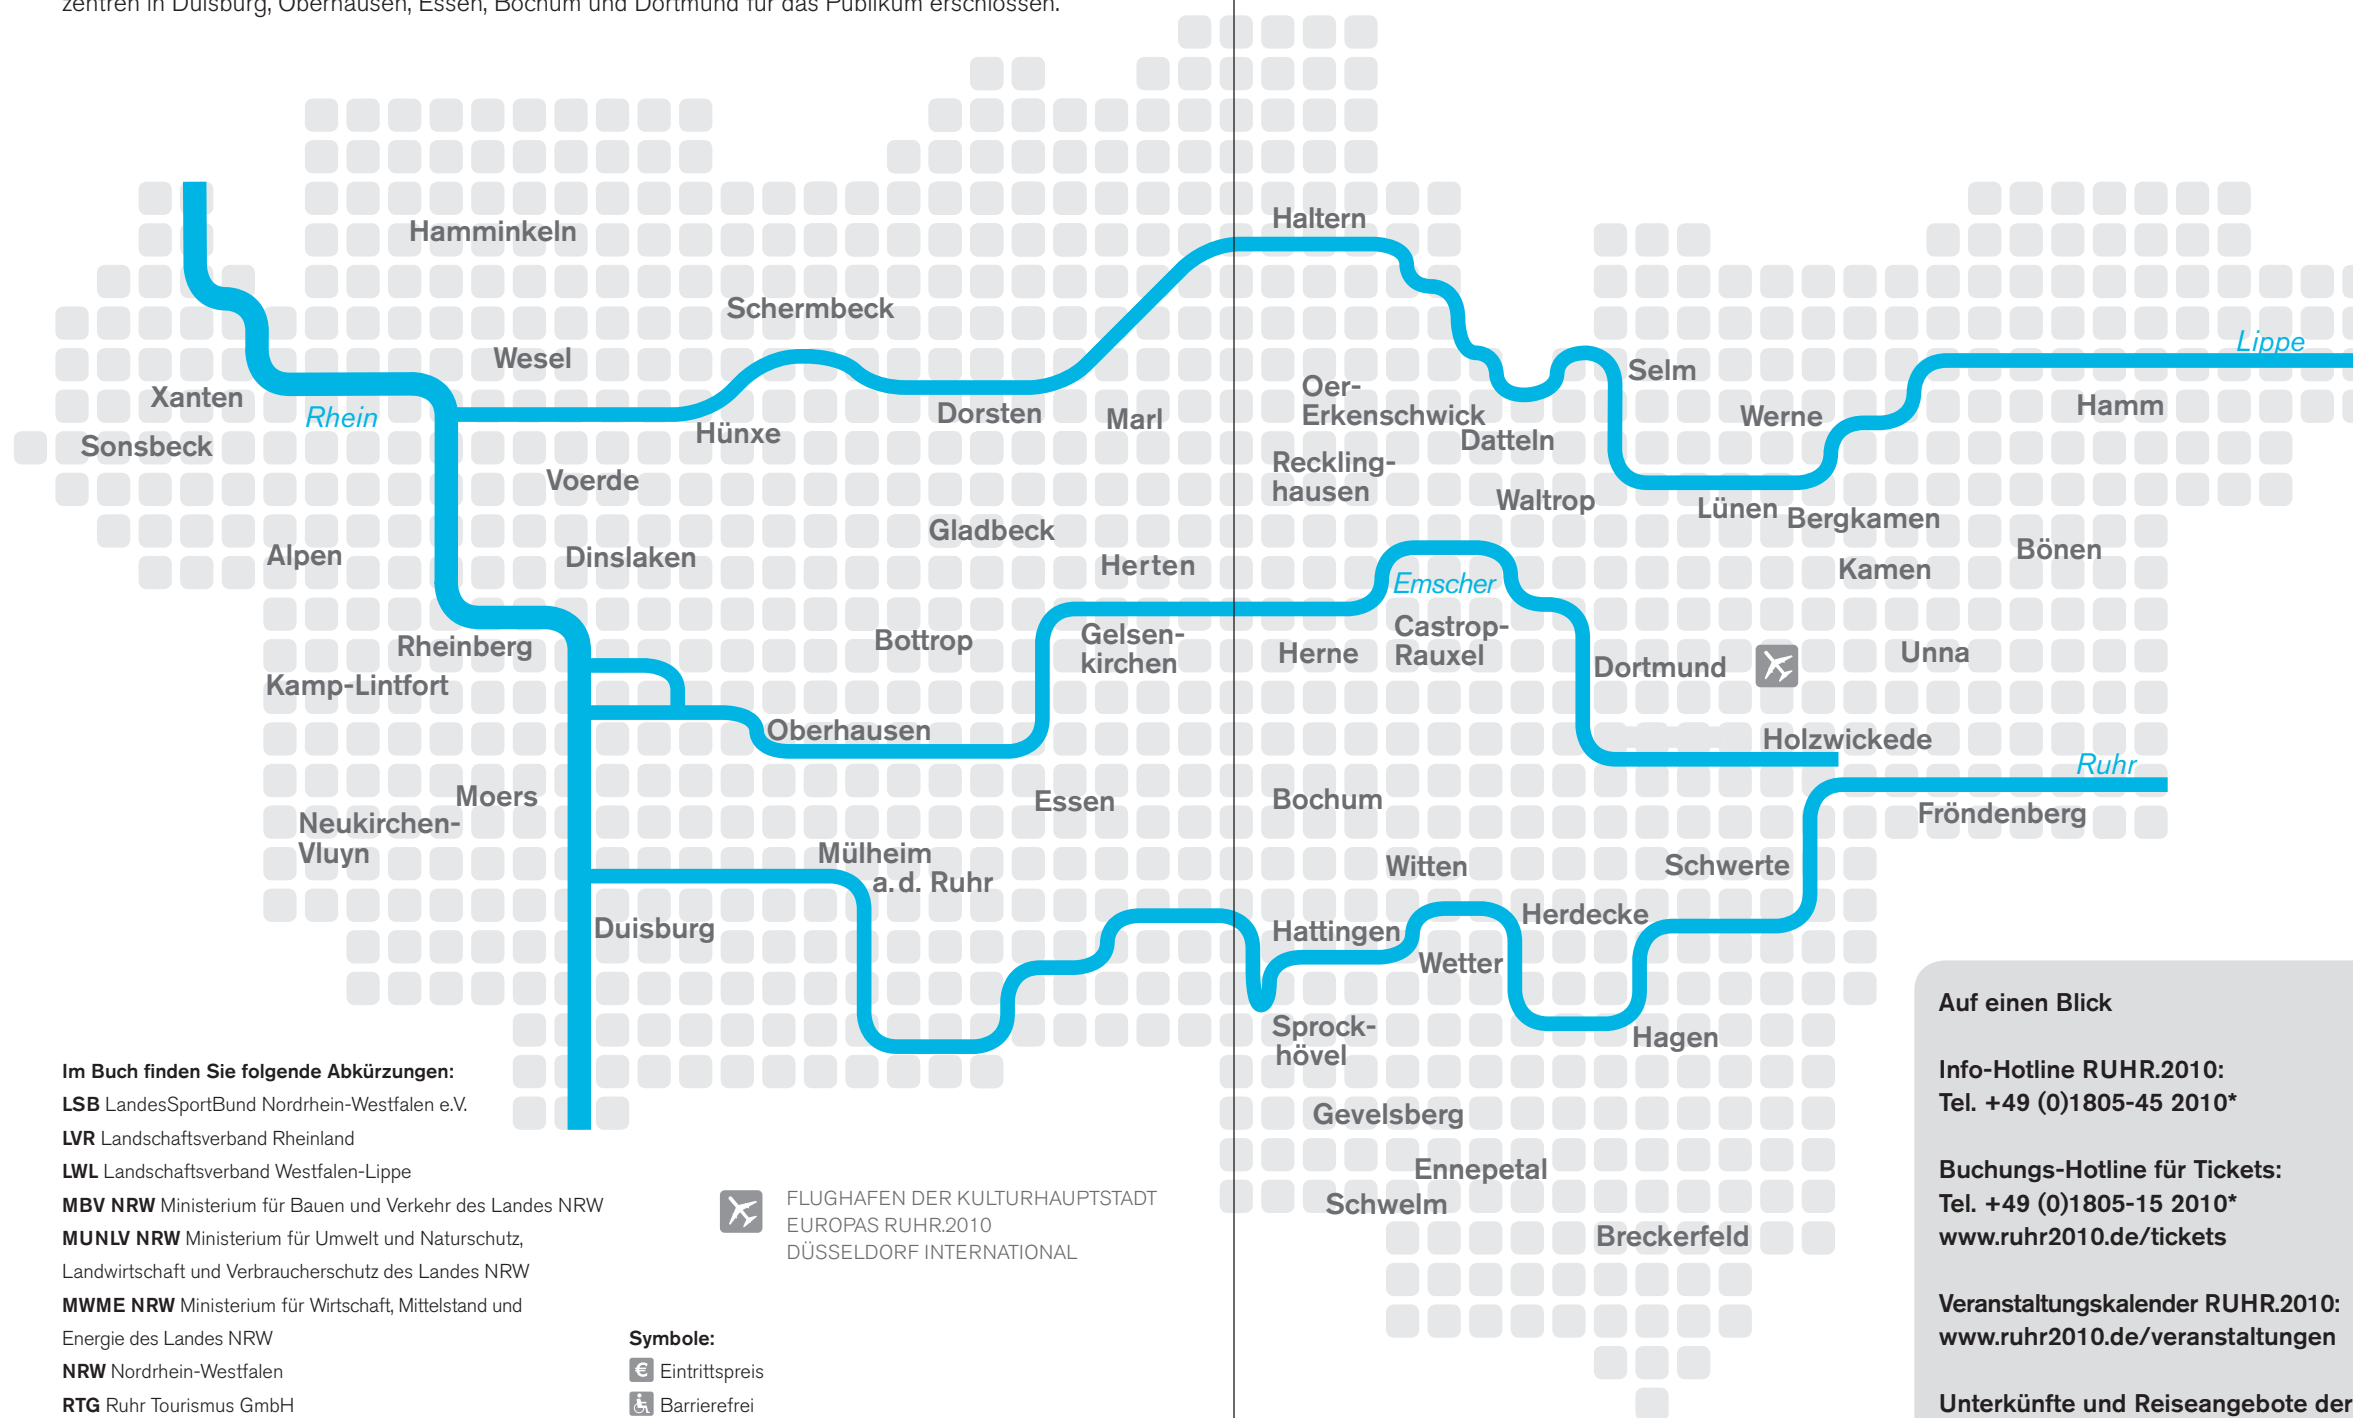 zentren in Duisburg, Oberhausen, Essen, Bochum und Dortmund für das Publikum erschlossen.
Haltern
Hamminkeln
Schermbeck
Lippe
Wesel
Selm
Xanten
Rhein
Oer-
Erkenschwick
Hamm
Dorsten
Marl
Werne
Hünxe
Datteln
Sonsbeck
Reckling-
hausen
Voerde
Waltrop
Lünen
Bergkamen
Gladbeck
Bönen
Alpen
Dinslaken
Herten
Kamen
Emscher
Castrop-
Rauxel
Rheinberg
Bottrop
Gelsen-
kirchen
Herne
Unna
Dortmund
Kamp-Lintfort
Oberhausen
Holzwickede
Ruhr
Moers
Essen
Bochum
Fröndenberg
Neukirchen-
Vluyn
Mülheim
a.d. Ruhr
Witten
Schwerte
Duisburg
Herdecke
Hattingen
Wetter
Sprock-
hövel
Hagen
Gevelsberg
Ennepetal
Schwelm
Breckerfeld
Im Buch finden Sie folgende Abkürzungen:
LSB LandesSportBund Nordrhein-Westfalen e.V.
LVR Landschaftsverband Rheinland
LWL Landschaftsverband Westfalen-Lippe
MBV NRW Ministerium für Bauen und Verkehr des Landes NRW
MUNLV NRW Ministerium für Umwelt und Naturschutz,
Landwirtschaft und Verbraucherschutz des Landes NRW
MWME NRW Ministerium für Wirtschaft, Mittelstand und
Energie des Landes NRW
NRW Nordrhein-Westfalen
RTG Ruhr Tourismus GmbH
FLUGHAFEN DER KULTURHAUPTSTADT
EUROPAS RUHR.2010
DÜSSELDORF INTERNATIONAL
Symbole:
€ Eintrittspreis
Barrierefrei
Auf einen Blick
Info-Hotline RUHR.2010:
Tel. +49 (0)1805-45 2010*
Buchungs-Hotline für Tickets:
Tel. +49 (0)1805-15 2010*
www.ruhr2010.de/tickets
Veranstaltungskalender RUHR.2010:
www.ruhr2010.de/veranstaltungen
Unterkünfte und Reiseangebote der